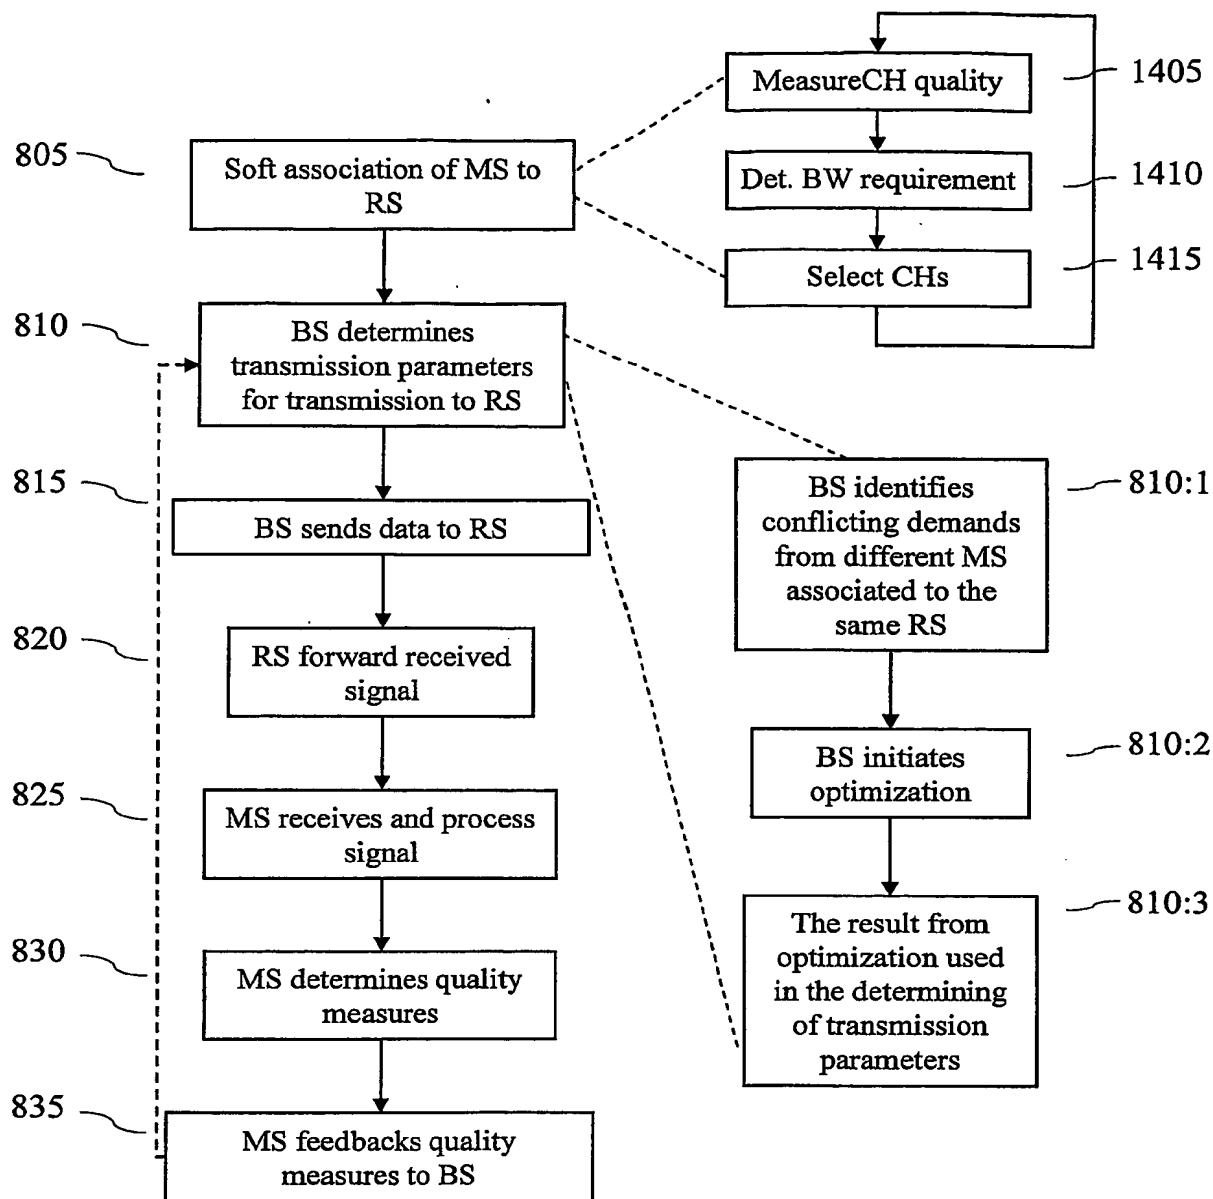 805
Soft association of MS to
RS
810
BS determines
transmission parameters
for transmission to RS
815
BS sends data to RS
820
RS forward received
signal
825
MS receives and process
signal
830
MS determines quality
measures
835
MS feedbacks quality
measures to BS
MeasureCH quality
1405
Det. BW requirement
1410
Select CHs
1415
BS identifies
conflicting demands
from different MS
associated to the
same RS
810:1
BS initiates
optimization
810:2
The result from
optimization used
in the determining
of transmission
parameters
810:3